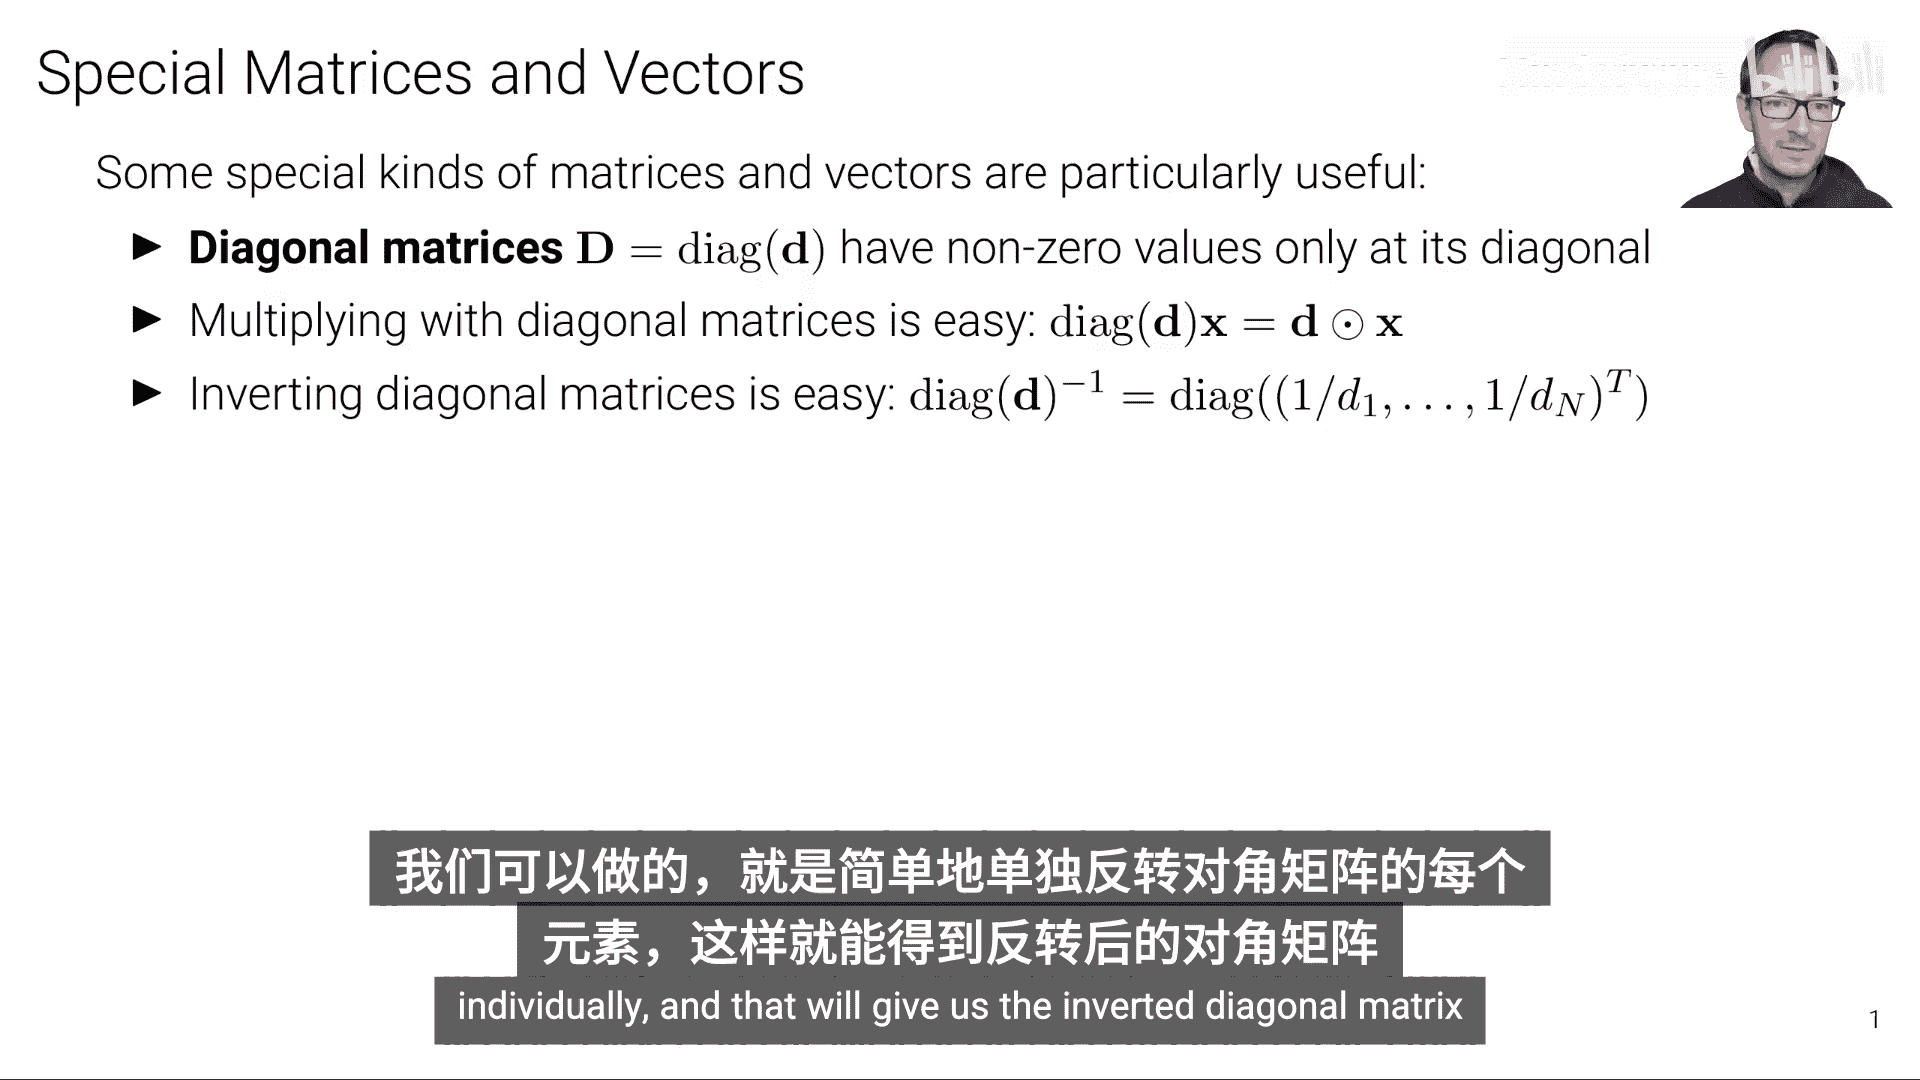 Special Matrices and Vectors
bilibili
Some special kinds of matrices and vectors are particularly useful:
▶ Diagonal matrices D = diag(d) have non-zero values only at its diagonal
▶ Multiplying with diagonal matrices is easy: diag(d)x = d ⊙ x
▶ Inverting diagonal matrices is easy: diag(d)⁻¹ = diag((1/d₁, . . . , 1/d_N)ᵀ)
我们可以做的，就是简单地单独反转对角矩阵的每个
元素，这样就能得到反转后的对角矩阵
individually, and that will give us the inverted diagonal matrix
1